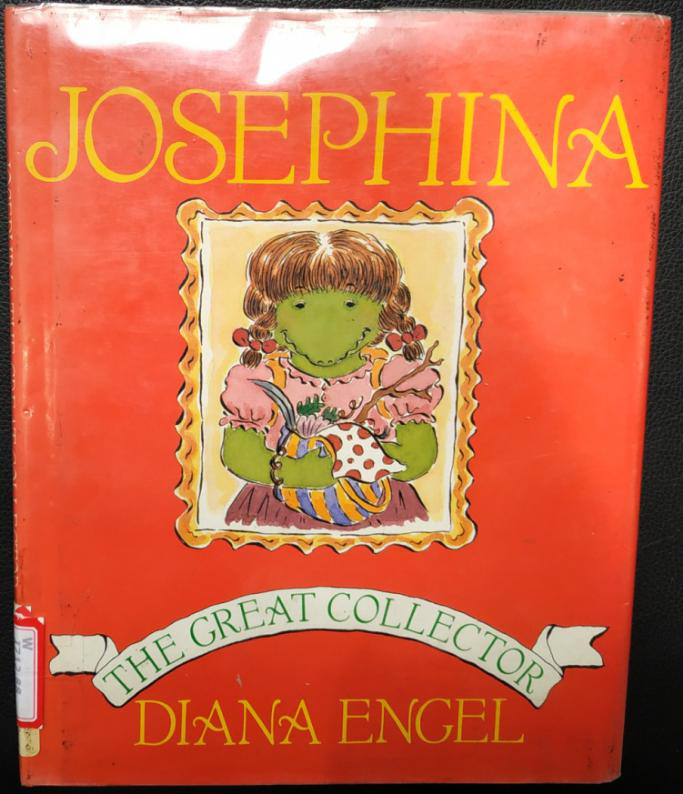 JOSEPHINA
THE GREAT COLLECTOR
DIANA ENGEL